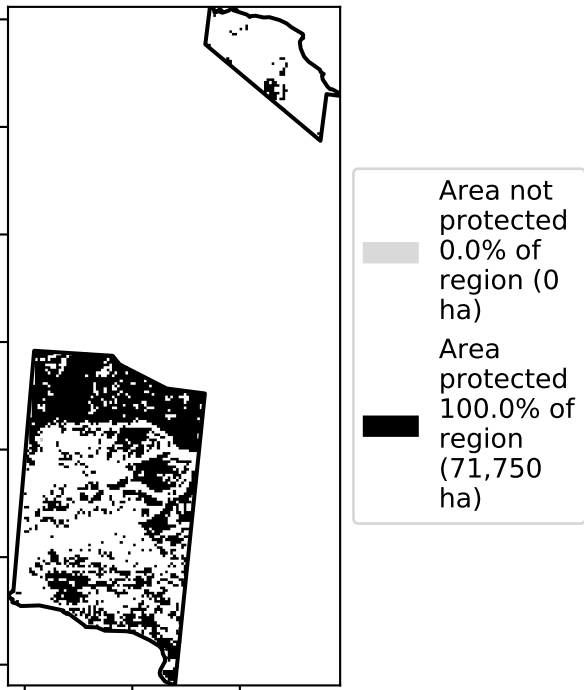 Area not
protected
0.0% of
region (0
ha)
Area
protected
100.0% of
region
(71,750
ha)